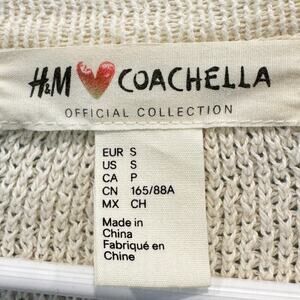 H&M COACHELLA
OFFICIAL COLLECTION
EUR S
US S
CA P
CN 165/88A
MX CH
Made in
China
Fabriqué en
Chine